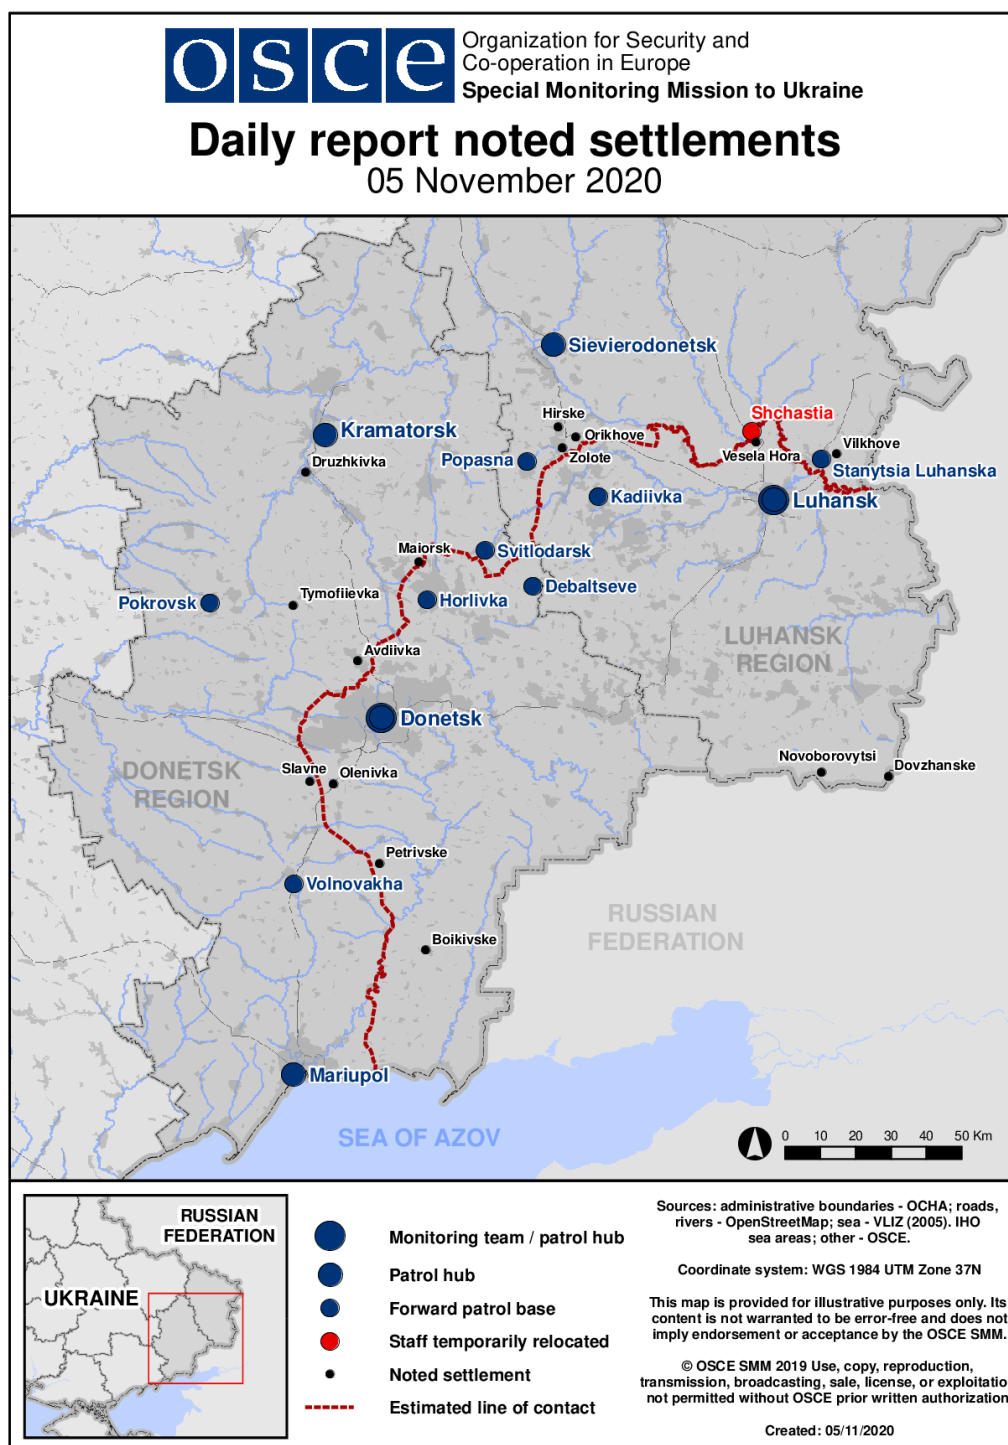 osce
Organization for Security and
Co-operation in Europe
Special Monitoring Mission to Ukraine
Daily report noted settlements
05 November 2020
Sievierodonetsk
Shchastia
Hirske
Kramatorsk
Orikhove
Vilkhove
Zolote
Vesela Hora
Popasna
Druzhkivka
Stanytsia Luhanska
Kadiivka
Luhansk
Maiorsk
Svitlodarsk
Debaltseve
Tymofiievka
Pokrovsk
Horlivka
LUHANSK
REGION
Avdiivka
Donetsk
Novoborovytsi
Dovzhanske
Slavne
Olenivka
DONETSK
REGION
Petrivske
Volnovakha
RUSSIAN
FEDERATION
Boikivske
Mariupol
SEA OF AZOV
0 10 20 30 40 50 Km
RUSSIAN
FEDERATION
UKRAINE
Monitoring team / patrol hub
Patrol hub
Forward patrol base
Staff temporarily relocated
Noted settlement
Estimated line of contact
Sources: administrative boundaries - OCHA; roads,
rivers - OpenStreetMap; sea - VLIZ (2005). IHO
sea areas; other - OSCE.
Coordinate system: WGS 1984 UTM Zone 37N
This map is provided for illustrative purposes only. Its
content is not warranted to be error-free and does not
imply endorsement or acceptance by the OSCE SMM.
© OSCE SMM 2019 Use, copy, reproduction,
transmission, broadcasting, sale, license, or exploitatio
not permitted without OSCE prior written authorization
Created: 05/11/2020